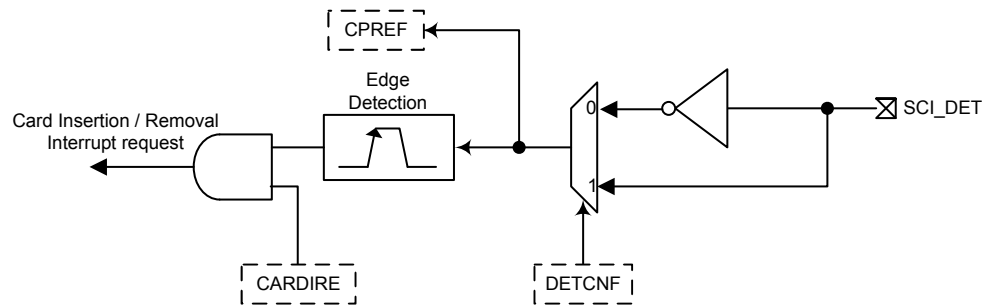 CPREF
Edge
Detection
Card Insertion / Removal
Interrupt request
0
SCI_DET
1
CARDIRE
DETCNF